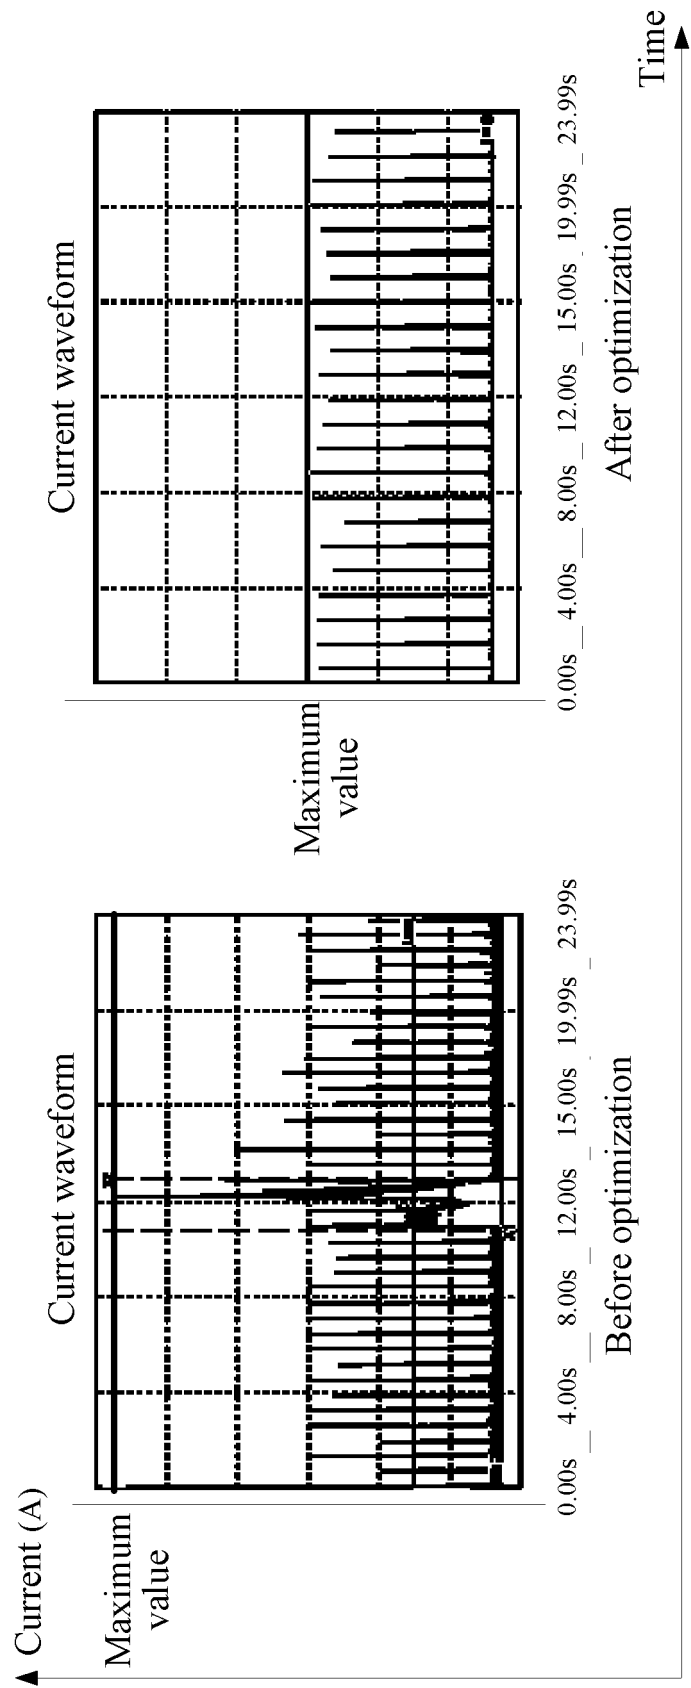 Current (A)
Current waveform
Maximum
value
0.00s _ 4.00s _ 8.00s _ 12.00s _ 15.00s . 19.99s _ 23.99s
Before optimization
Current waveform
Maximum
value
0.00s _ 4.00s _ 8.00s _ 12.00s _ 15.00s . 19.99s _ 23.99s
After optimization
Time